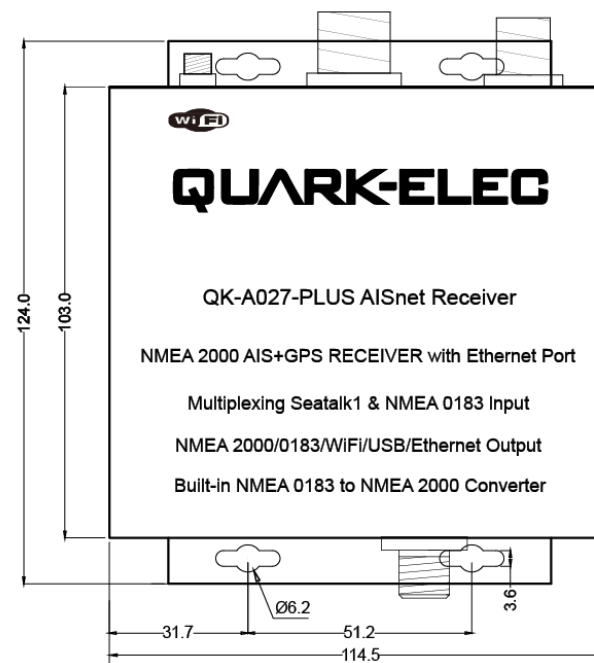 WiFi
QUARK-ELEC
QK-A027-PLUS AISnet Receiver
NMEA 2000 AIS+GPS RECEIVER with Ethernet Port
Multiplexing Seatalk1 & NMEA 0183 Input
NMEA 2000/0183/WiFi/USB/Ethernet Output
Built-in NMEA 0183 to NMEA 2000 Converter
124.0
103.0
Ø6.2
3.6
31.7
51.2
114.5